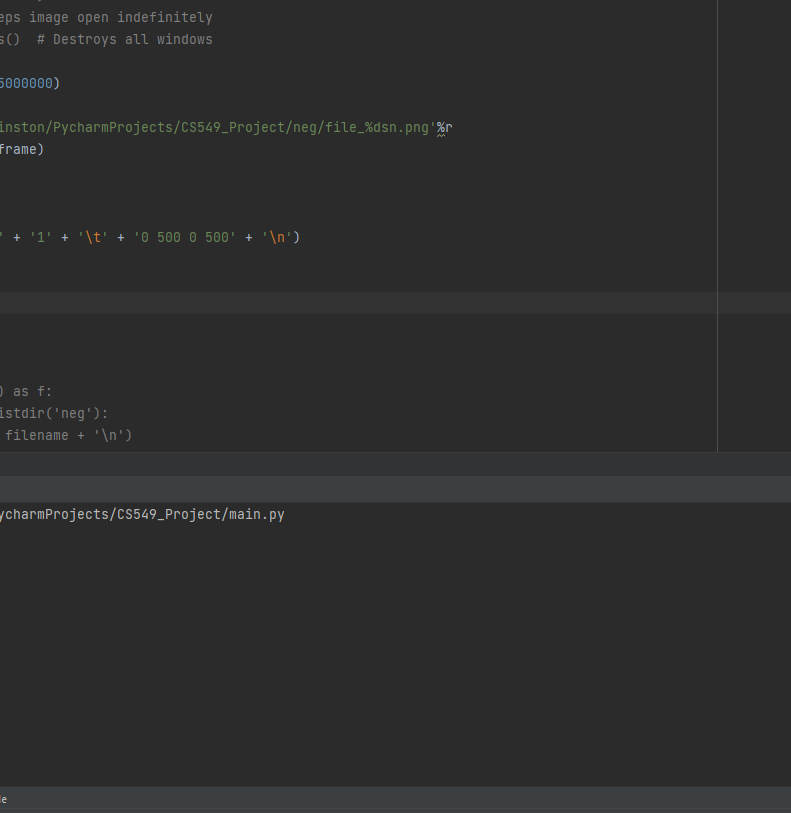 eps image open indefinitely
s()  # Destroys all windows
5000000)
inston/PycharmProjects/CS549_Project/neg/file_%dsn.png'%r
frame)
' + '1' + '\t' + '0 500 0 500' + '\n')
) as f:
istdir('neg'):
filename + '\n')
ycharmProjects/CS549_Project/main.py
le